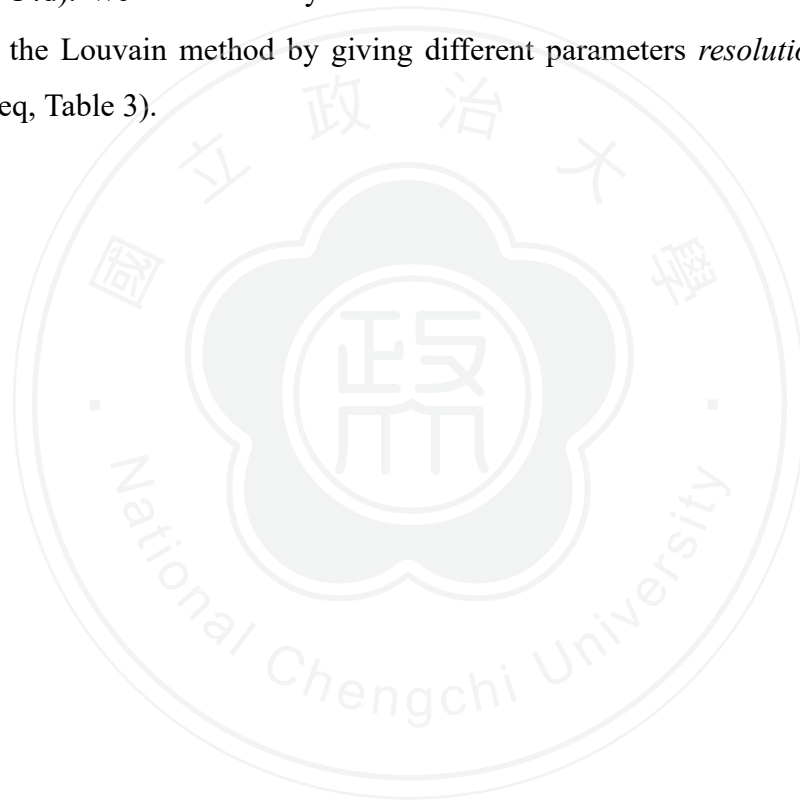 the Louvain method by giving different parameters
eq, Table 3).
國立政治大學
政
National Chengchi University